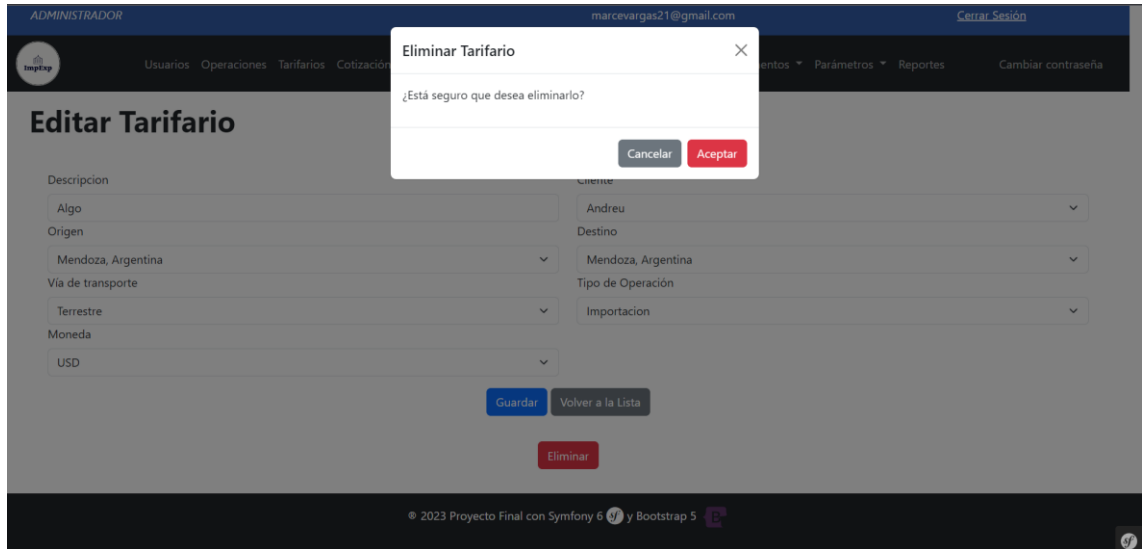 ADMINISTRADOR marcevargas21@gmail.com Cerrar Sesión
ImpExp Usuarios Operaciones Tarifarios Cotización entos Parámetros Reportes Cambiar contraseña
Eliminar Tarifario
¿Está seguro que desea eliminarlo?
Cancelar Aceptar
Editar Tarifario
Descripcion Cliente
Algo Andreu
Origen Destino
Mendoza, Argentina Mendoza, Argentina
Vía de transporte Tipo de Operación
Terrestre Importacion
Moneda
USD
Guardar Volver a la Lista
Eliminar
© 2023 Proyecto Final con Symfony 6 sf y Bootstrap 5 B
sf